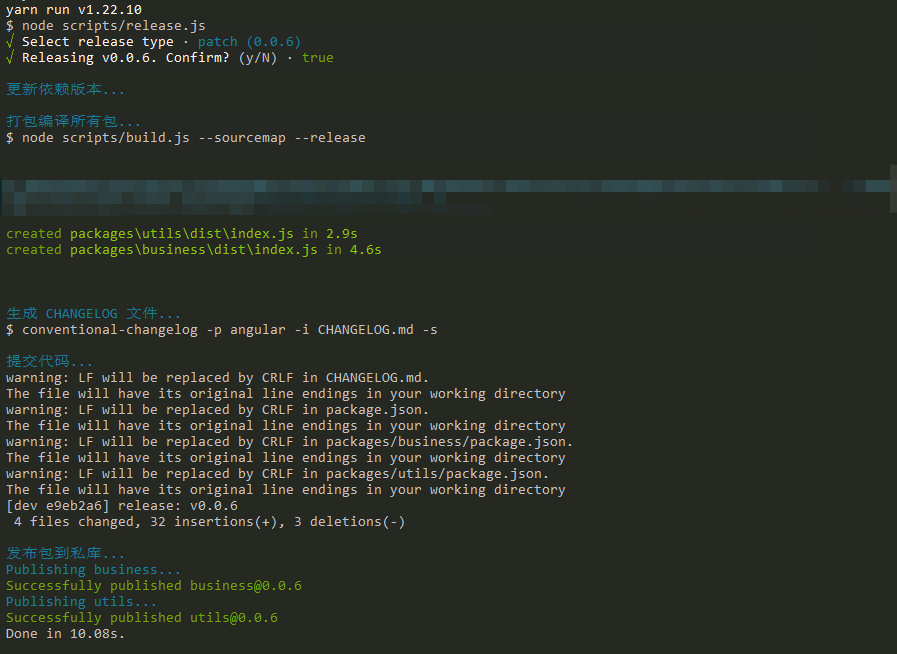 yarn run v1.22.10
$ node scripts/release.js
√ Select release type · patch (0.0.6)
√ Releasing v0.0.6. Confirm? (y/N) · true
更新依赖版本...
打包编译所有包...
$ node scripts/build.js --sourcemap --release
created packages\utils\dist\index.js in 2.9s
created packages\business\dist\index.js in 4.6s
生成 CHANGELOG 文件...
$ conventional-changelog -p angular -i CHANGELOG.md -s
提交代码...
warning: LF will be replaced by CRLF in CHANGELOG.md.
The file will have its original line endings in your working directory
warning: LF will be replaced by CRLF in package.json.
The file will have its original line endings in your working directory
warning: LF will be replaced by CRLF in packages/business/package.json.
The file will have its original line endings in your working directory
warning: LF will be replaced by CRLF in packages/utils/package.json.
The file will have its original line endings in your working directory
[dev e9eb2a6] release: v0.0.6
4 files changed, 32 insertions(+), 3 deletions(-)
发布包到私库...
Publishing business...
Successfully published business@0.0.6
Publishing utils...
Successfully published utils@0.0.6
Done in 10.08s.